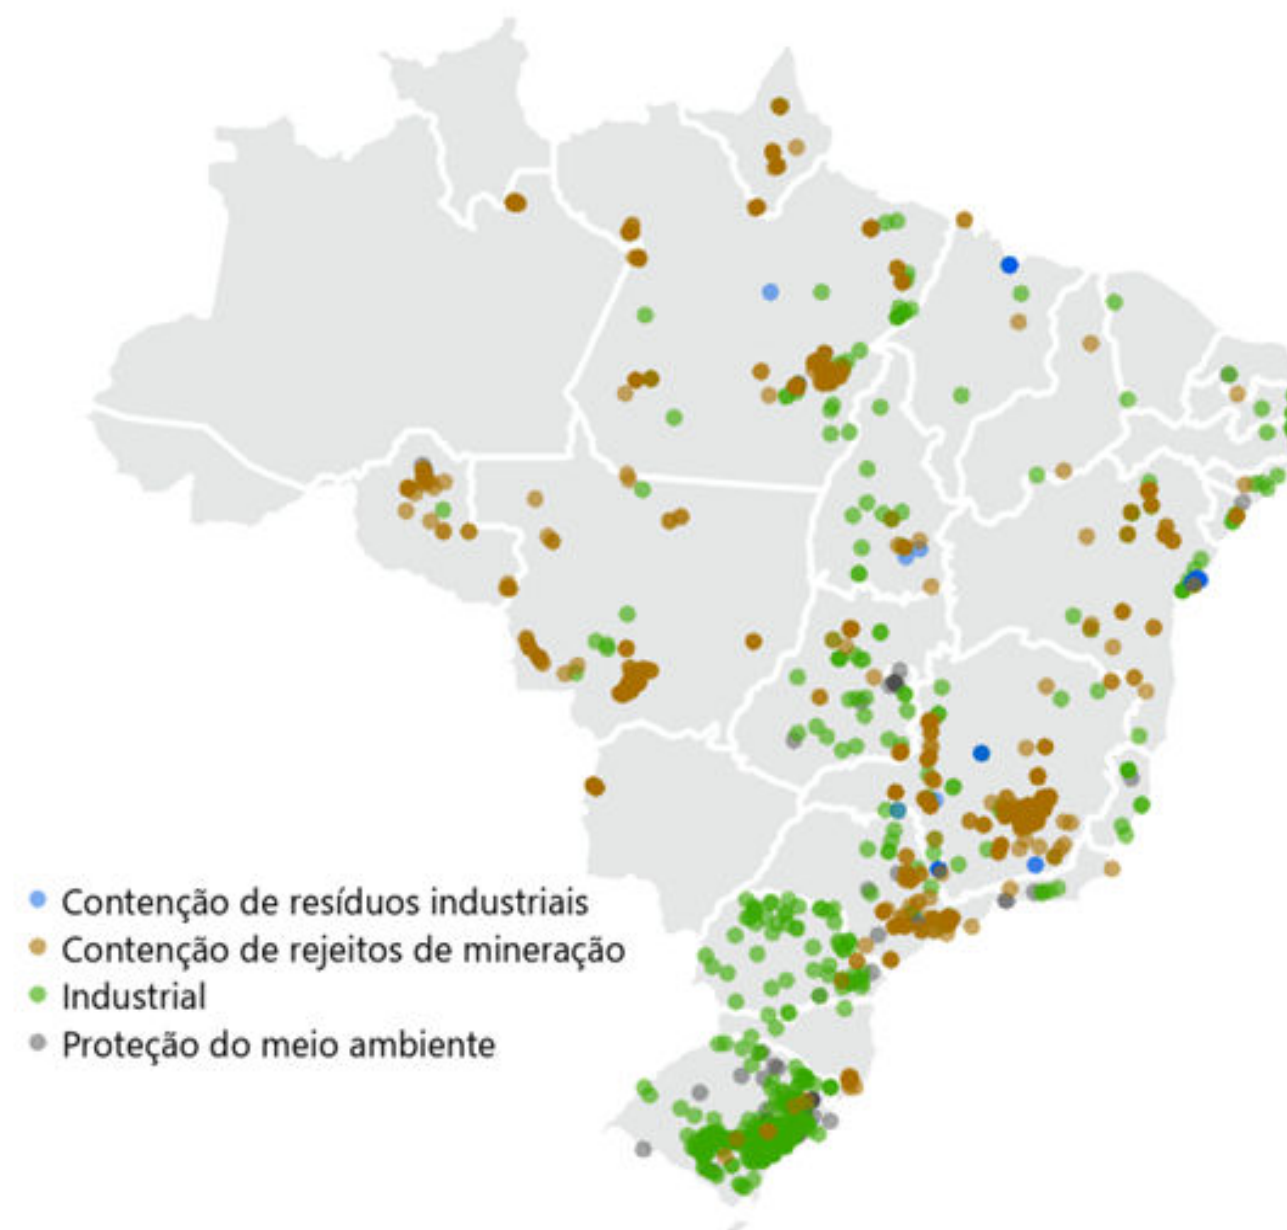 Contenção de resíduos industriais
Contenção de rejeitos de mineração
Industrial
Proteção do meio ambiente